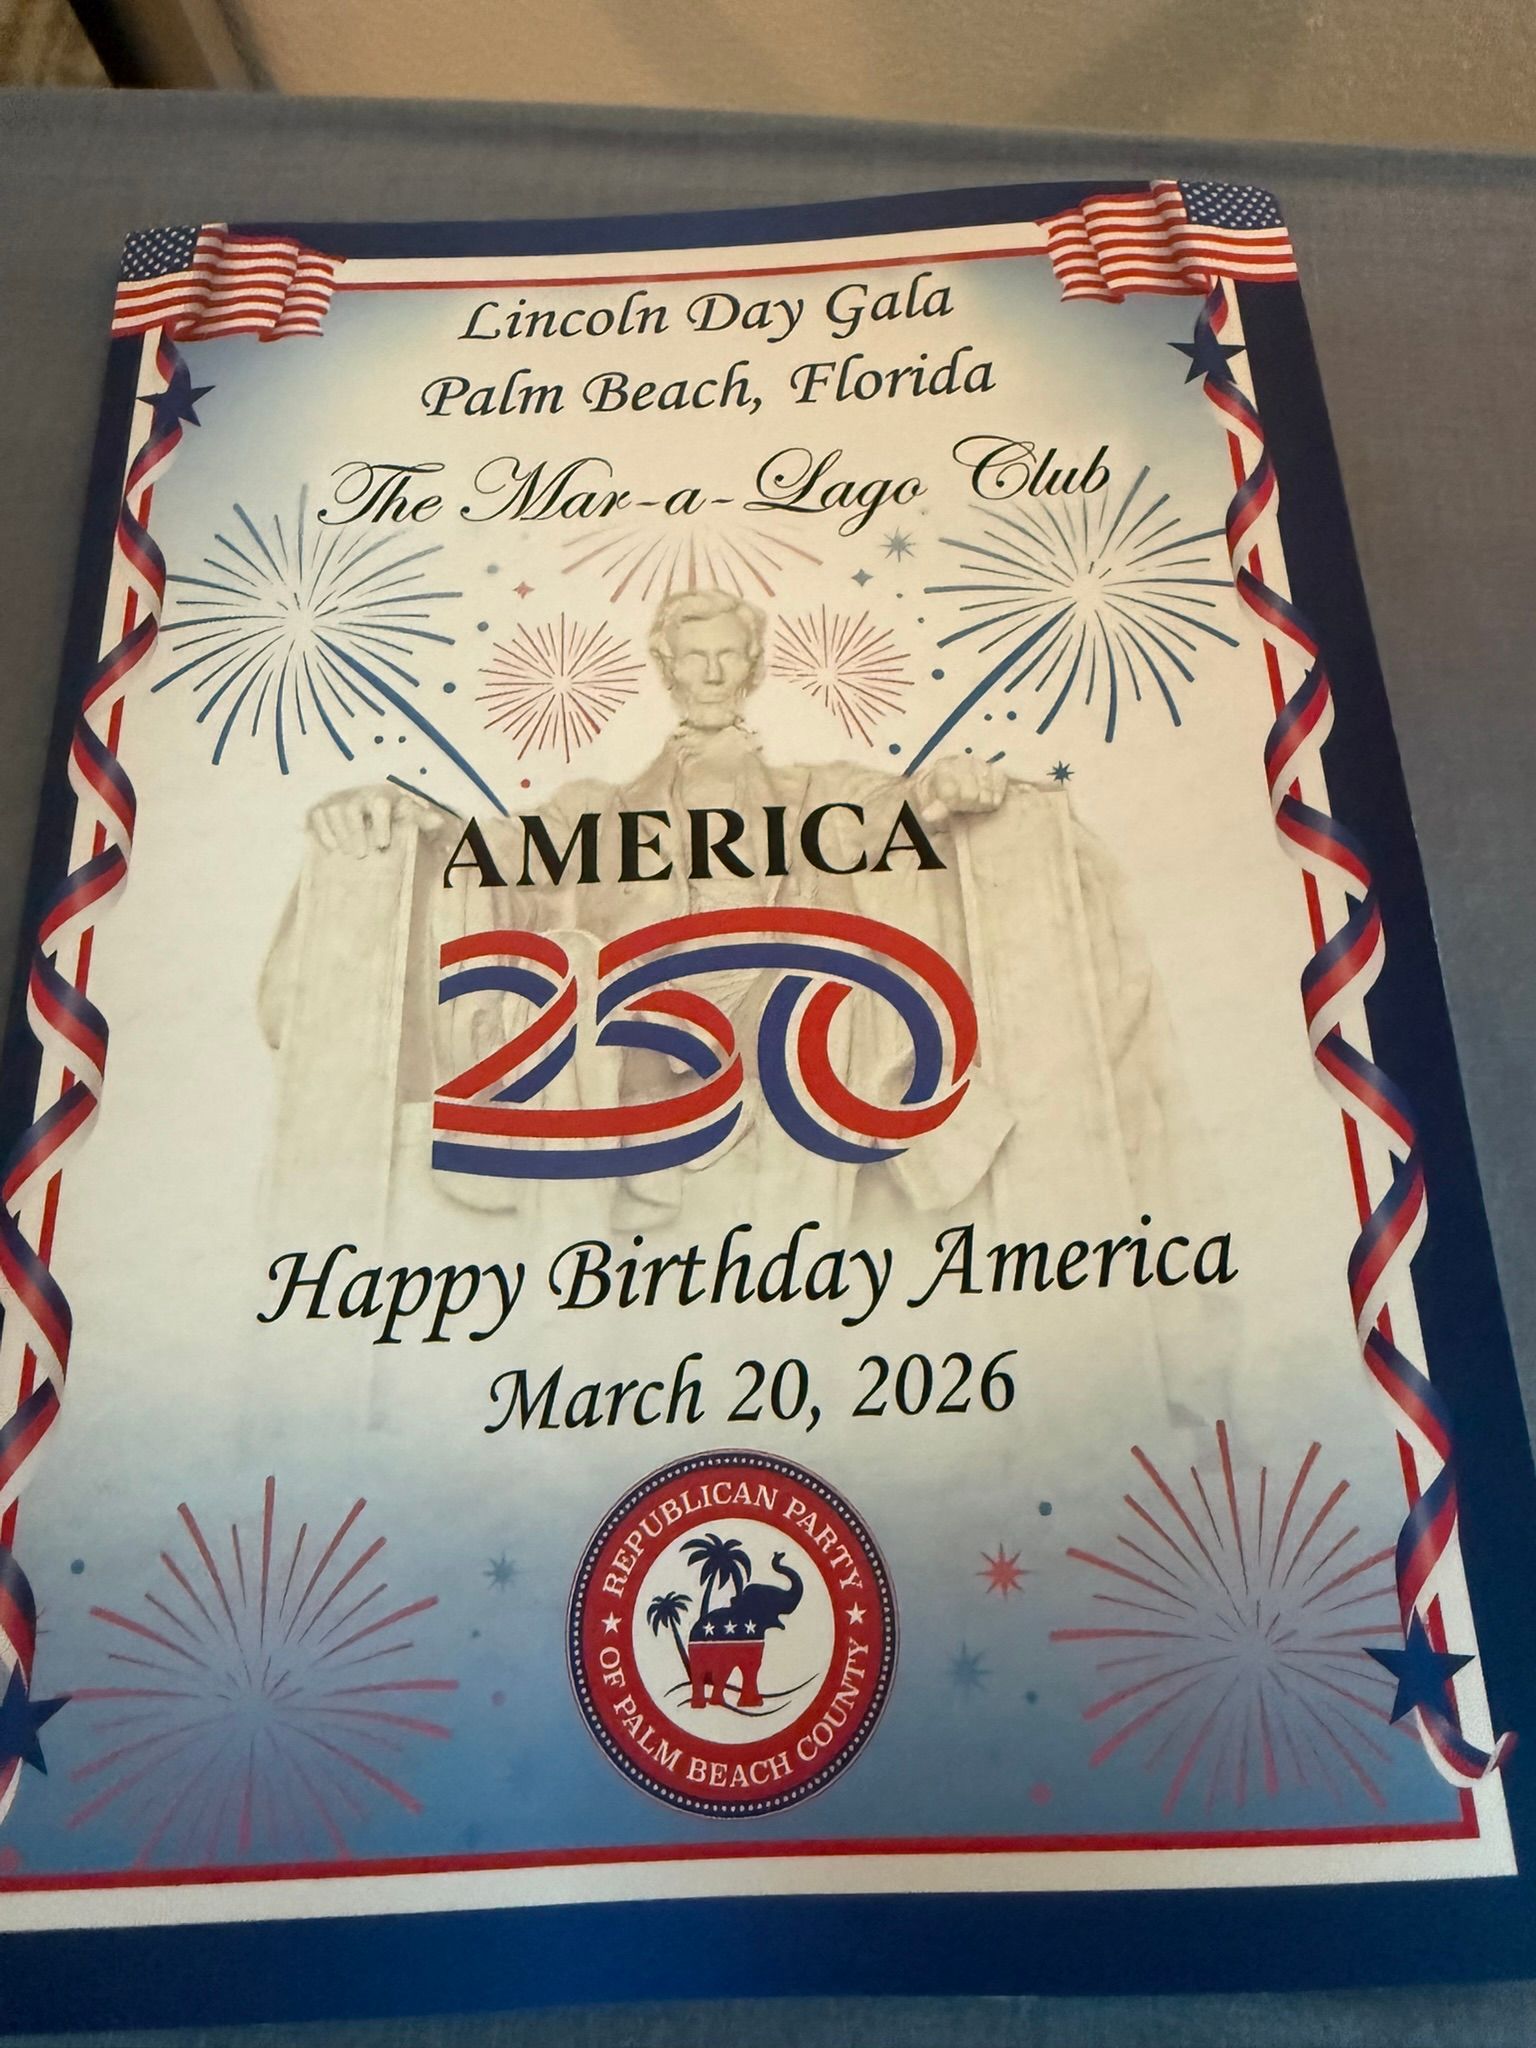 Lincoln Day Gala
Palm Beach, Florida
The Mar-a-Lago Club
AMERICA
250
Happy Birthday America
March 20, 2026
REPUBLICAN PARTY
OF PALM BEACH COUNTY